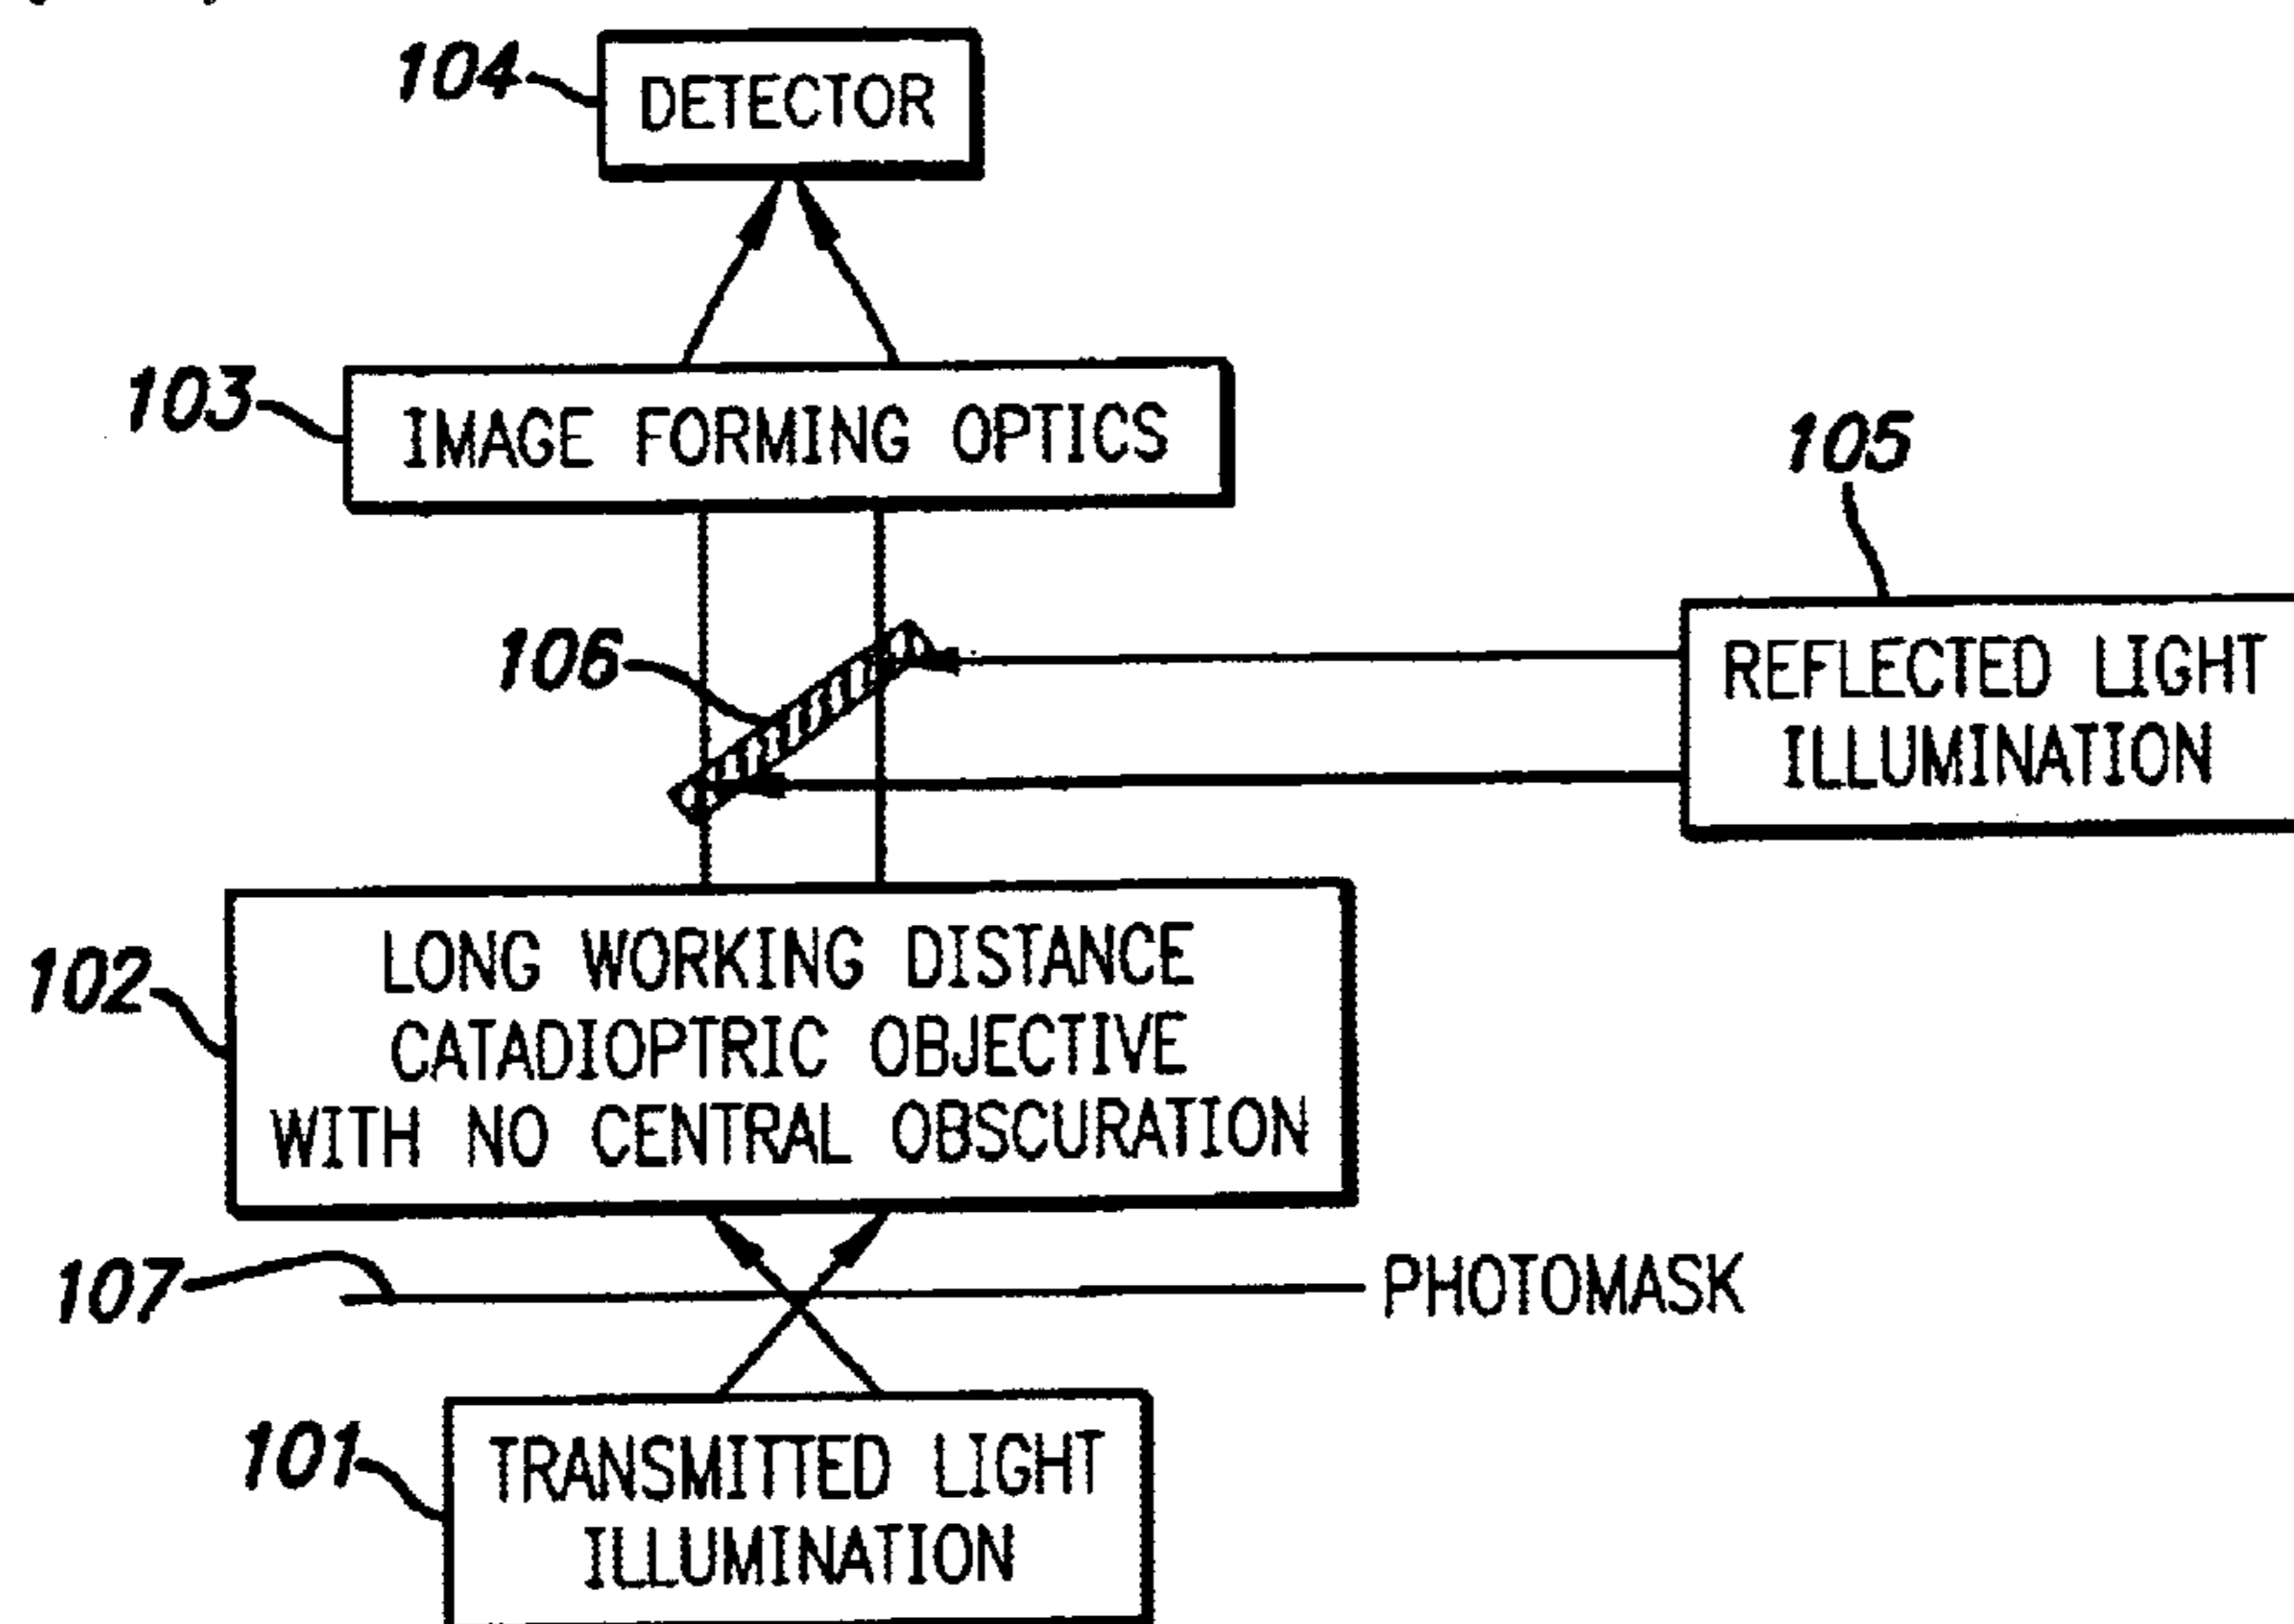 104
DETECTOR
103
IMAGE FORMING OPTICS
105
106
REFLECTED LIGHT
ILLUMINATION
102
LONG WORKING DISTANCE
CATADIOPTRIC OBJECTIVE
WITH NO CENTRAL OBSCURATION
107
PHOTOMASK
101
TRANSMITTED LIGHT
ILLUMINATION